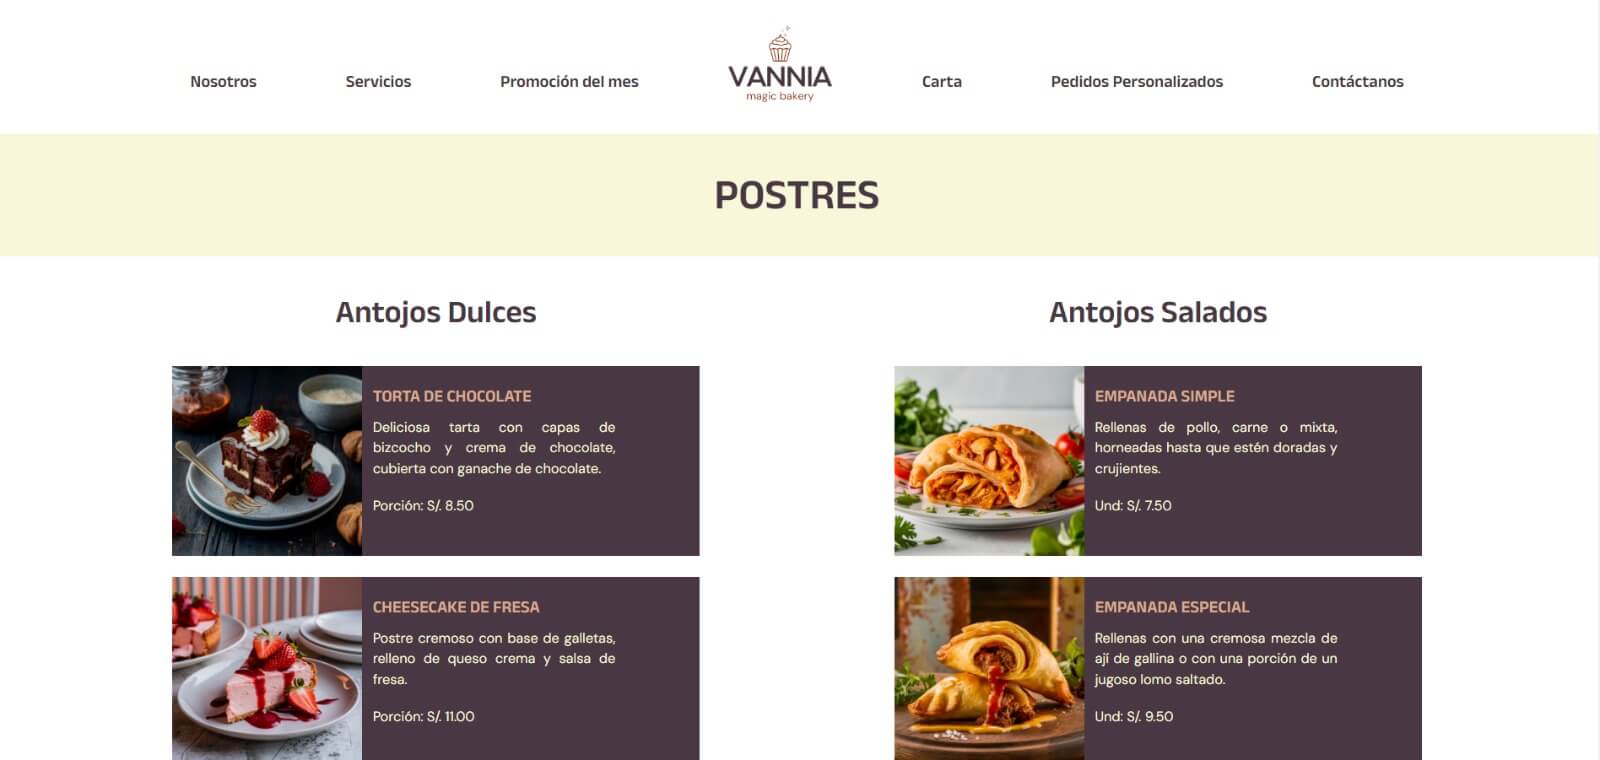 Nosotros
Servicios
Promoción del mes
VANNIA
magic bakery
Carta
Pedidos Personalizados
Contáctanos
POSTRES
Antojos Dulces
TORTA DE CHOCOLATE
Deliciosa tarta con capas de
bizcocho y crema de chocolate,
cubierta con ganache de chocolate.
Porción: S/. 8.50
CHEESECAKE DE FRESA
Postre cremoso con base de galletas,
relleno de queso crema y salsa de
fresa.
Porción: S/. 11.00
Antojos Salados
EMPANADA SIMPLE
Rellenas de pollo, carne o mixta,
horneadas hasta que estén doradas y
crujientes.
Und: S/. 7.50
EMPANADA ESPECIAL
Rellenas con una cremosa mezcla de
ají de gallina o con una porción de un
jugoso lomo saltado.
Und: S/. 9.50